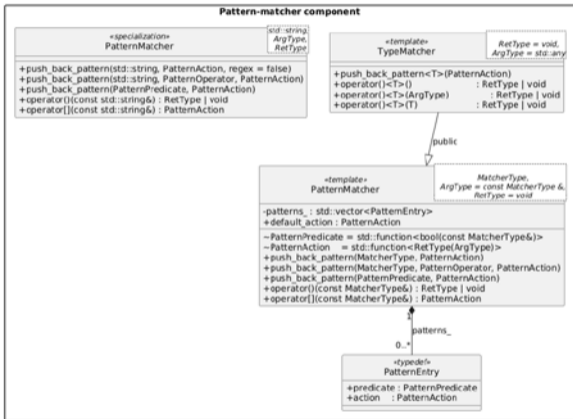 Pattern-matcher component
«specialization»
PatternMatcher
std::string,
ArgType,
RetType
+push_back_pattern(std::string, PatternAction, regex = false)
+push_back_pattern(std::string, PatternOperator, PatternAction)
+push_back_pattern(PatternPredicate, PatternAction)
+operator()(const std::string&) : RetType | void
+operator[](const std::string&) : PatternAction
«template»
TypeMatcher
RetType = void,
ArgType = std::any
+push_back_pattern<T>(PatternAction)
+operator()<T>() : RetType | void
+operator()<T>(ArgType) : RetType | void
+operator()<T>(T) : RetType | void
public
«template»
PatternMatcher
MatcherType,
ArgType = const MatcherType &,
RetType = void
-patterns_ : std::vector<PatternEntry>
+default_action : PatternAction
~PatternPredicate = std::function<bool(const MatcherType&)>
~PatternAction = std::function<RetType(ArgType)>
+push_back_pattern(MatcherType, PatternAction)
+push_back_pattern(MatcherType, PatternOperator, PatternAction)
+push_back_pattern(PatternPredicate, PatternAction)
+operator()(const MatcherType&) : RetType | void
+operator[](const MatcherType&) : PatternAction
1
patterns_
0..*
«typedef»
PatternEntry
+predicate : PatternPredicate
+action : PatternAction